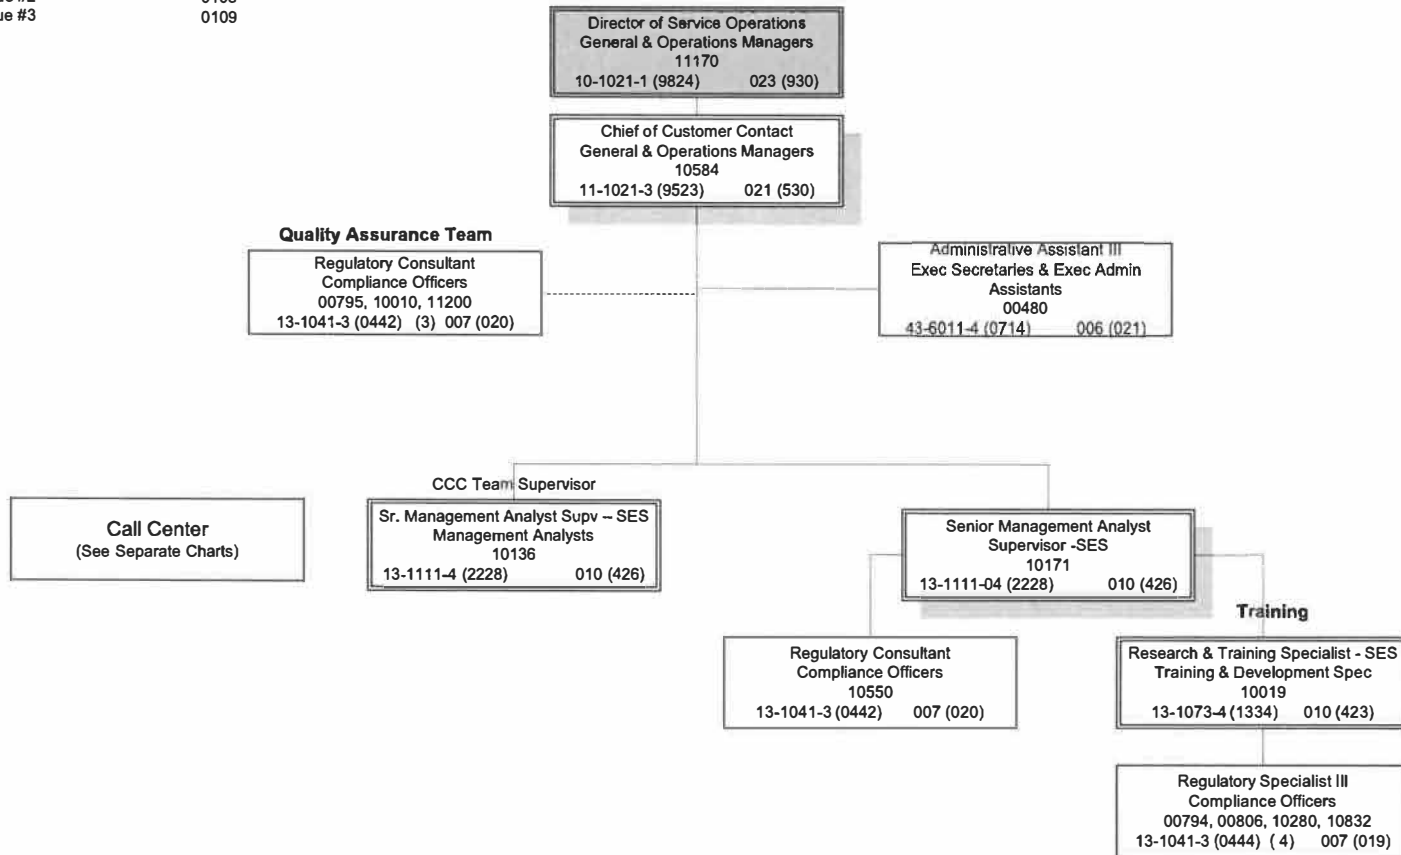 0109
Director of Service Operations
General & Operations Managers
11170
10-1021-1 (9824) 023 (930)
Chief of Customer Contact
General & Operations Managers
10584
11-1021-3 (9523) 021 (530)
Quality Assurance Team
Regulatory Consultant
Compliance Officers
00795, 10010, 11200
13-1041-3 (0442) (3) 007 (020)
Administrative Assistant III
Exec Secretaries & Exec Admin
Assistants
00480
43-6011-4 (0714) 006 (021)
Call Center
(See Separate Charts)
CCC Team Supervisor
Sr. Management Analyst Supv – SES
Management Analysts
10136
13-1111-4 (2228) 010 (426)
Senior Management Analyst
Supervisor -SES
10171
13-1111-04 (2228) 010 (426)
Regulatory Consultant
Compliance Officers
10550
13-1041-3 (0442) 007 (020)
Training
Research & Training Specialist - SES
Training & Development Spec
10019
13-1073-4 (1334) 010 (423)
Regulatory Specialist III
Compliance Officers
00794, 00806, 10280, 10832
13-1041-3 (0444) ( 4) 007 (019)